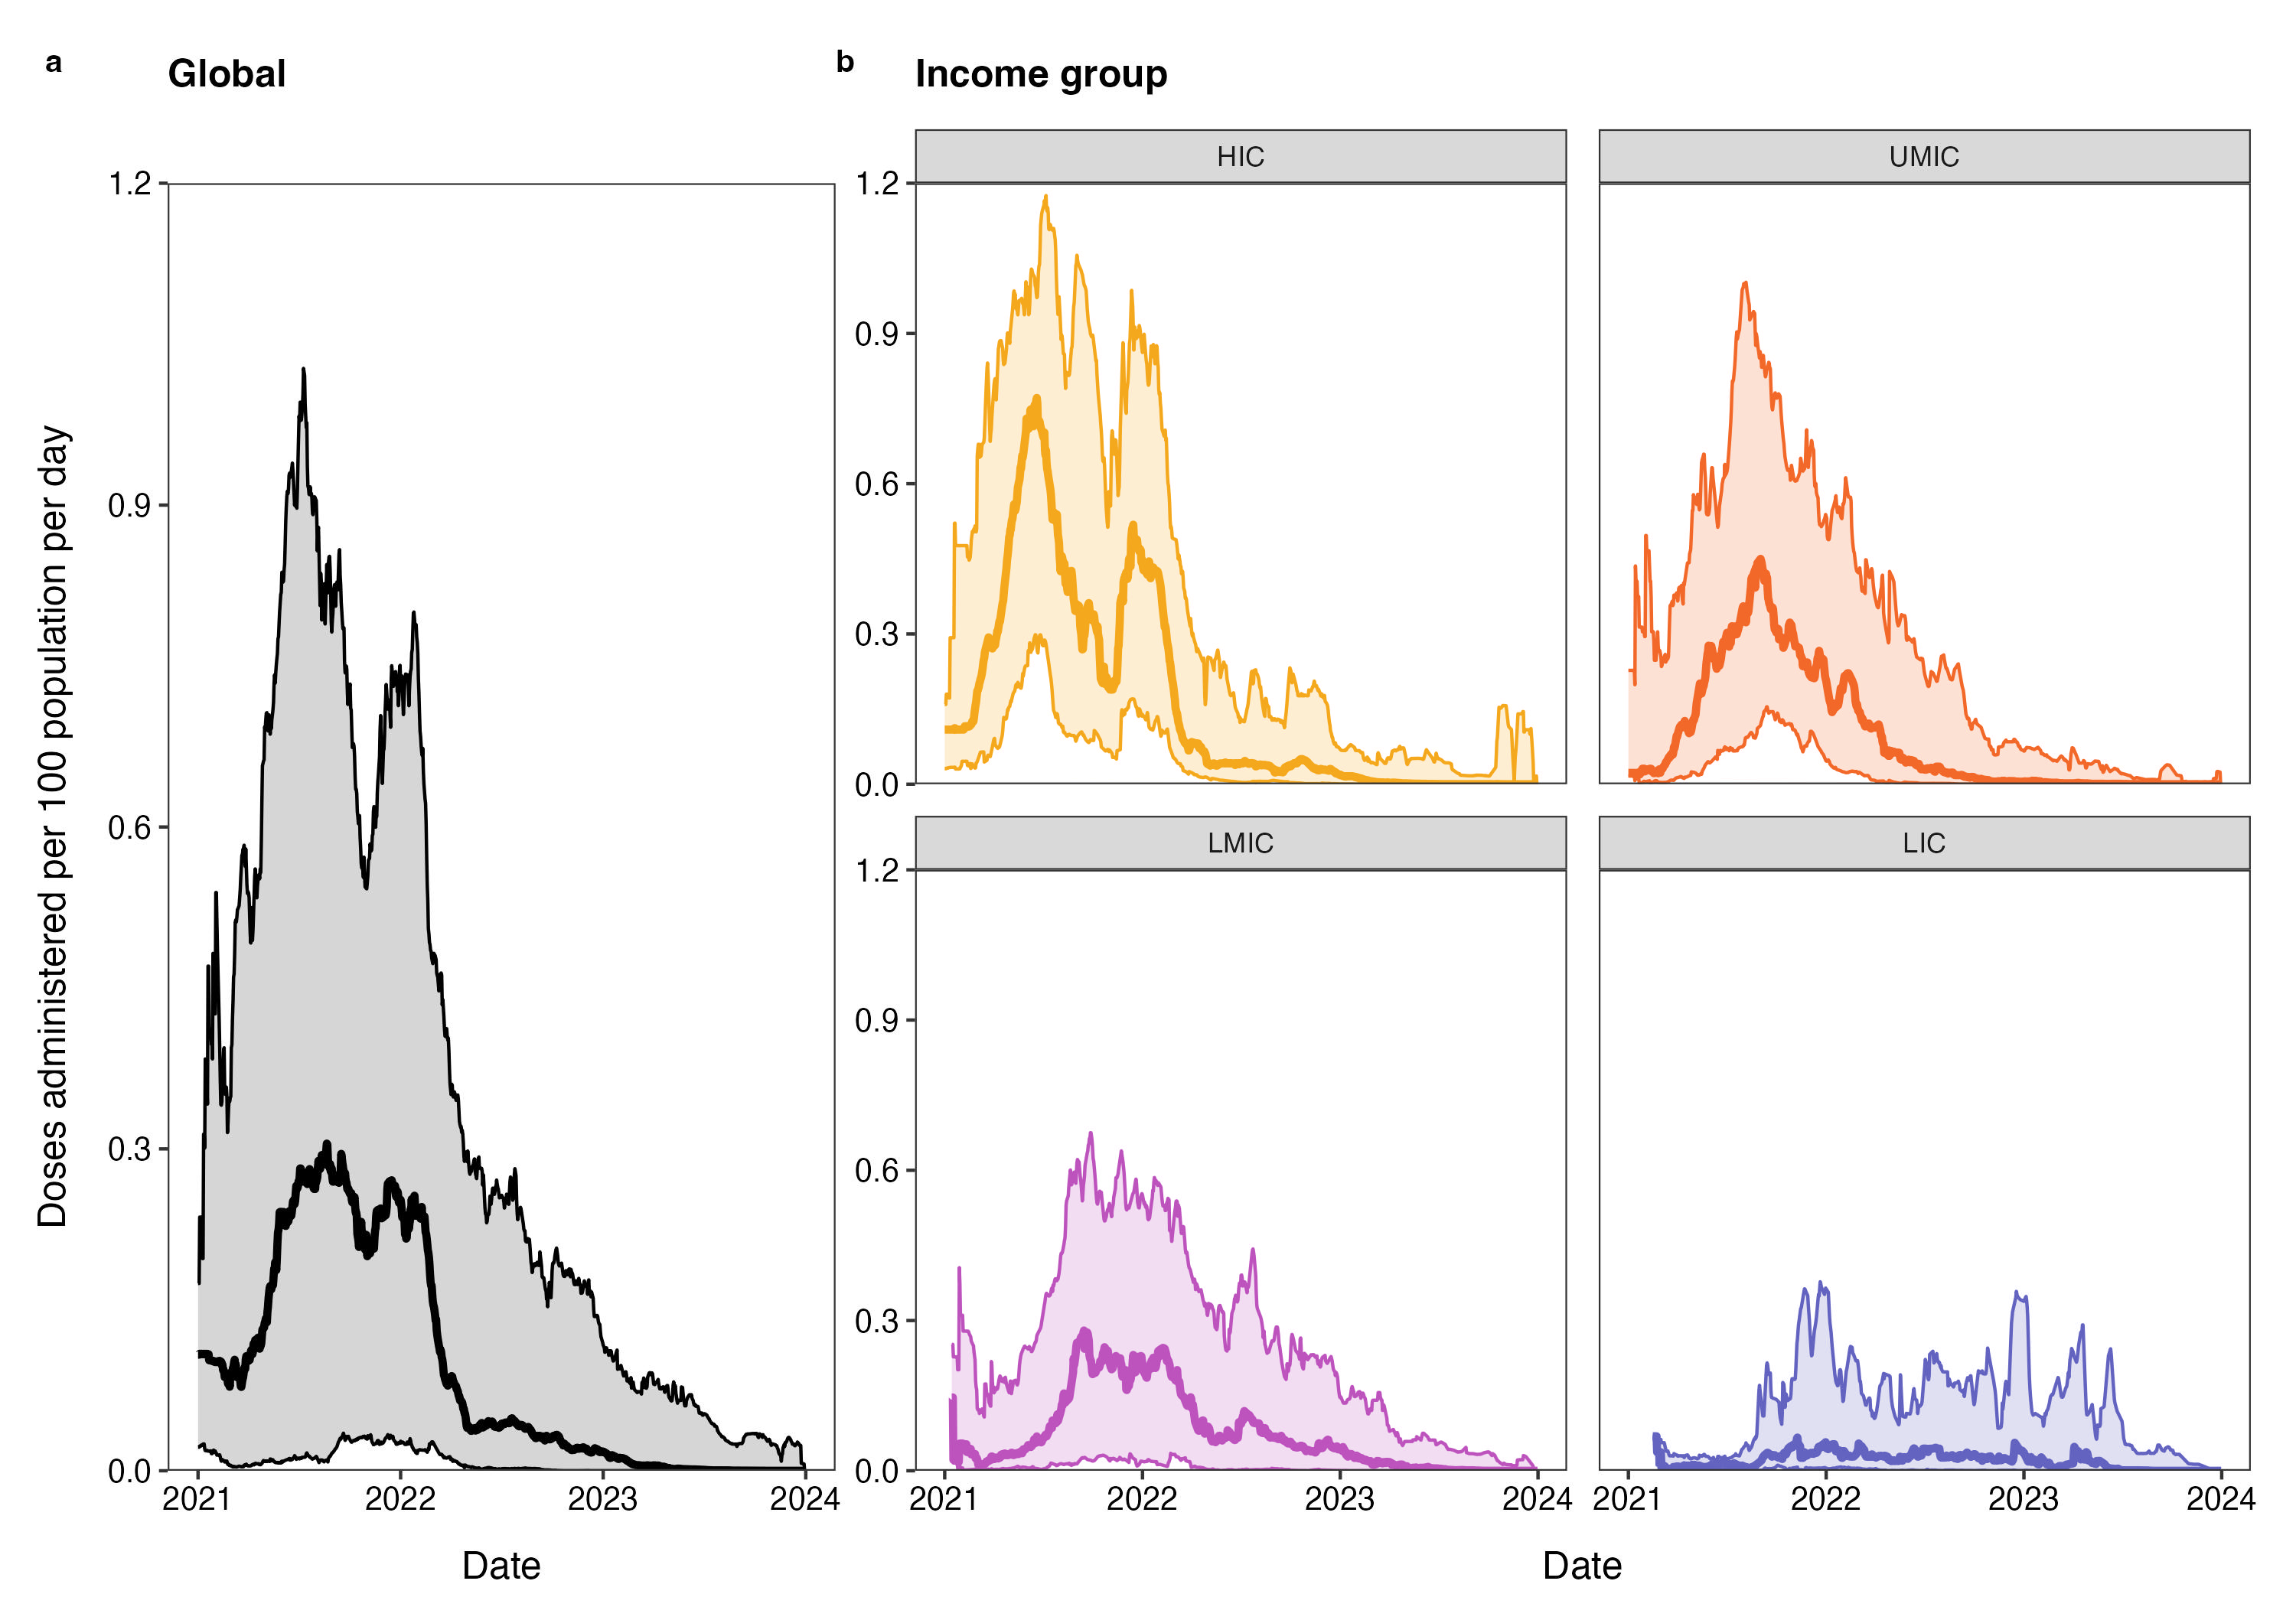 a
Global
Doses administered per 100 population per day
1.2
0.9
0.6
0.3
0.0
2021 2022 2023 2024
Date
b
Income group
HIC
UMIC
1.2
0.9
0.6
0.3
0.0
LMIC
LIC
1.2
0.9
0.6
0.3
0.0
2021 2022 2023 2024
2021 2022 2023 2024
Date